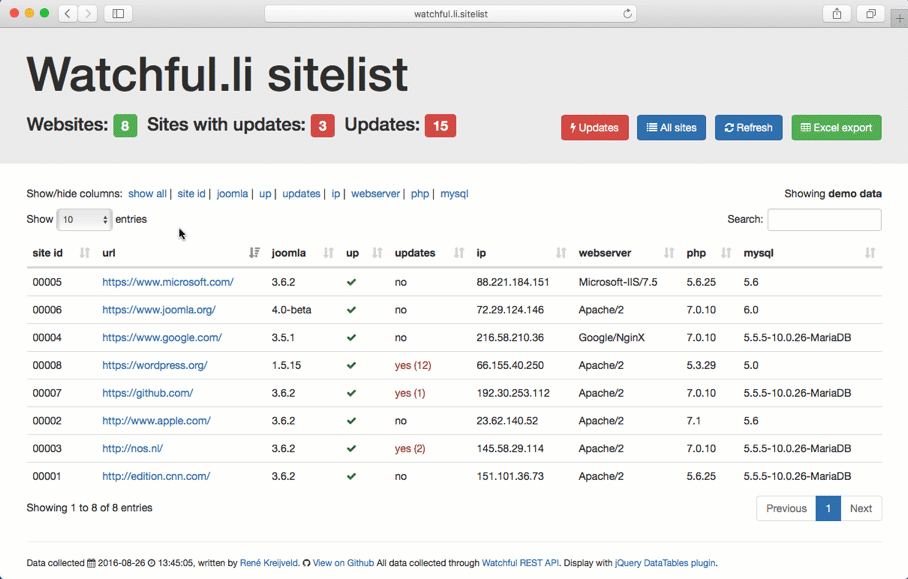 watchful.li.sitelist
Watchful.li sitelist
Websites: 8 Sites with updates: 3 Updates: 15
Updates All sites Refresh Excel export
Show/hide columns: show all | site id | joomla | up | updates | ip | webserver | php | mysql
Showing demo data
Show 10 entries
Search:
site id url joomla up updates ip webserver php mysql
00005 https://www.microsoft.com/ 3.6.2 no 88.221.184.151 Microsoft-IIS/7.5 5.6.25 5.6
00006 https://www.joomla.org/ 4.0-beta no 72.29.124.146 Apache/2 7.0.10 6.0
00004 https://www.google.com/ 3.5.1 no 216.58.210.36 Google/NginX 7.0.10 5.5.5-10.0.26-MariaDB
00008 https://wordpress.org/ 1.5.15 yes (12) 66.155.40.250 Apache/2 5.3.29 5.0
00007 https://github.com/ 3.6.2 yes (1) 192.30.253.112 Apache/2 7.0.10 5.5.5-10.0.26-MariaDB
00002 http://www.apple.com/ 3.6.2 no 23.62.140.52 Apache/2 7.1 5.6
00003 http://nos.nl/ 3.6.2 yes (2) 145.58.29.114 Apache/2 7.0.10 5.5.5-10.0.26-MariaDB
00001 http://edition.cnn.com/ 3.6.2 no 151.101.36.73 Apache/2 5.6.25 5.5.5-10.0.26-MariaDB
Showing 1 to 8 of 8 entries
Previous 1 Next
Data collected 2016-08-26 13:45:05, written by René Kreijveld. View on Github All data collected through Watchful REST API. Display with jQuery DataTables plugin.